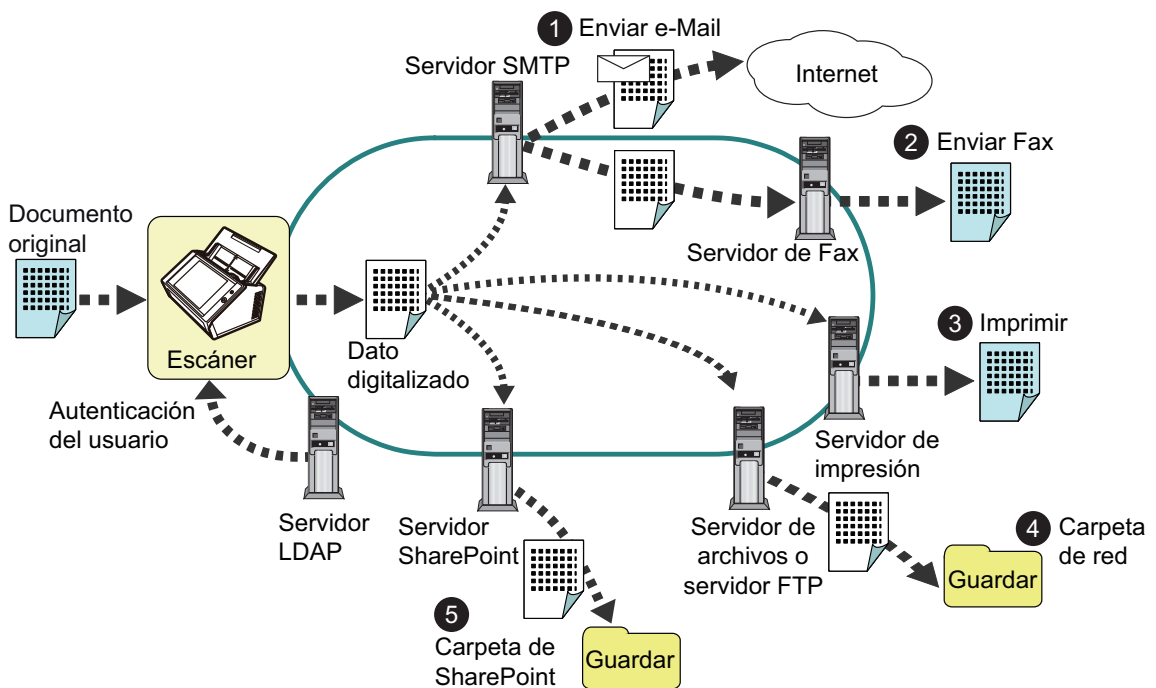 1 Enviar e-Mail
Servidor SMTP
Internet
2 Enviar Fax
Documento
original
Servidor de Fax
3 Imprimir
Escáner
Dato
digitalizado
Autenticación
del usuario
Servidor de
impresión
Servidor
LDAP
Servidor
SharePoint
Servidor de
archivos o
servidor FTP
4 Carpeta
de red
Guardar
5
Carpeta de
SharePoint
Guardar